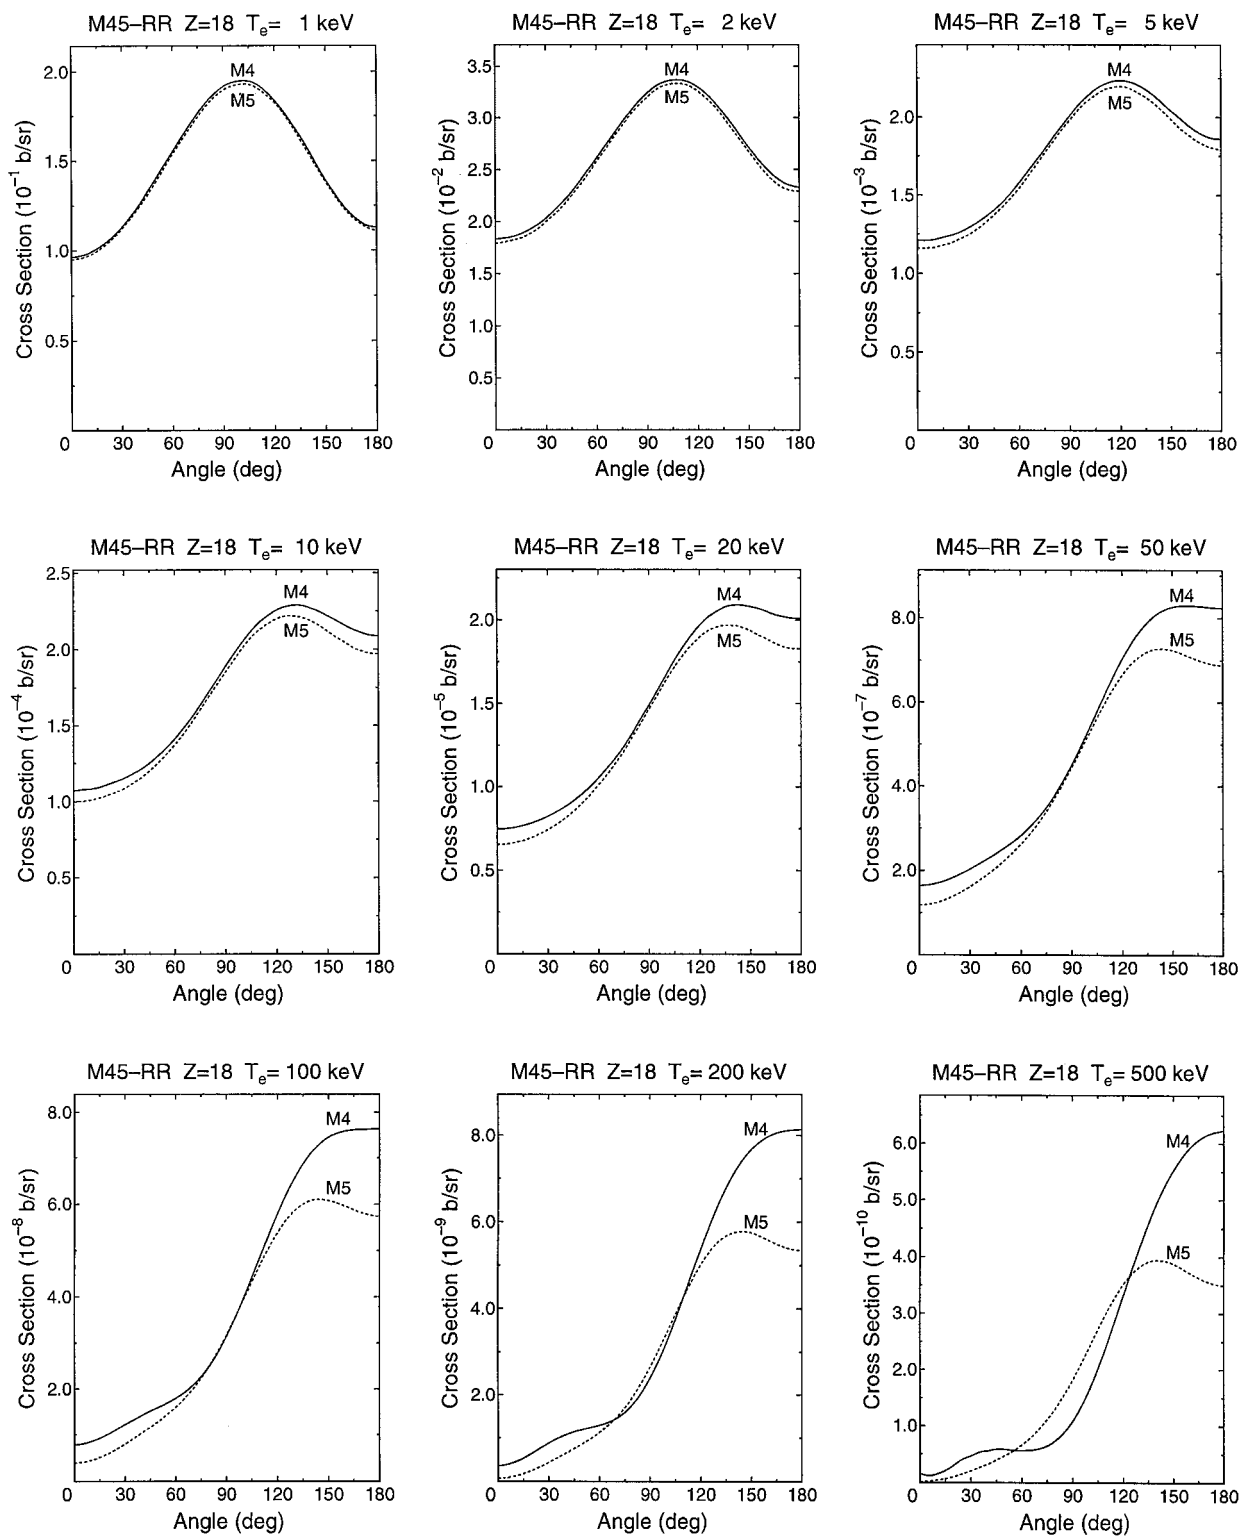 M45–RR Z=18 Tₑ= 1 keV
Cross Section (10⁻¹ b/sr)
2.0
1.5
1.0
0.5
M4
M5
0 30 60 90 120 150 180
Angle (deg)
M45–RR Z=18 Tₑ= 2 keV
Cross Section (10⁻² b/sr)
3.5
3.0
2.5
2.0
1.5
1.0
0.5
M4
M5
0 30 60 90 120 150 180
Angle (deg)
M45–RR Z=18 Tₑ= 5 keV
Cross Section (10⁻³ b/sr)
2.0
1.5
1.0
0.5
M4
M5
0 30 60 90 120 150 180
Angle (deg)
M45–RR Z=18 Tₑ= 10 keV
Cross Section (10⁻⁴ b/sr)
2.5
2.0
1.5
1.0
0.5
M4
M5
0 30 60 90 120 150 180
Angle (deg)
M45–RR Z=18 Tₑ= 20 keV
Cross Section (10⁻⁵ b/sr)
2.0
1.5
1.0
0.5
M4
M5
0 30 60 90 120 150 180
Angle (deg)
M45–RR Z=18 Tₑ= 50 keV
Cross Section (10⁻⁷ b/sr)
8.0
6.0
4.0
2.0
M4
M5
0 30 60 90 120 150 180
Angle (deg)
M45–RR Z=18 Tₑ= 100 keV
Cross Section (10⁻⁸ b/sr)
8.0
6.0
4.0
2.0
M4
M5
0 30 60 90 120 150 180
Angle (deg)
M45–RR Z=18 Tₑ= 200 keV
Cross Section (10⁻⁹ b/sr)
8.0
6.0
4.0
2.0
M4
M5
0 30 60 90 120 150 180
Angle (deg)
M45–RR Z=18 Tₑ= 500 keV
Cross Section (10⁻¹⁰ b/sr)
6.0
5.0
4.0
3.0
2.0
1.0
M4
M5
0 30 60 90 120 150 180
Angle (deg)